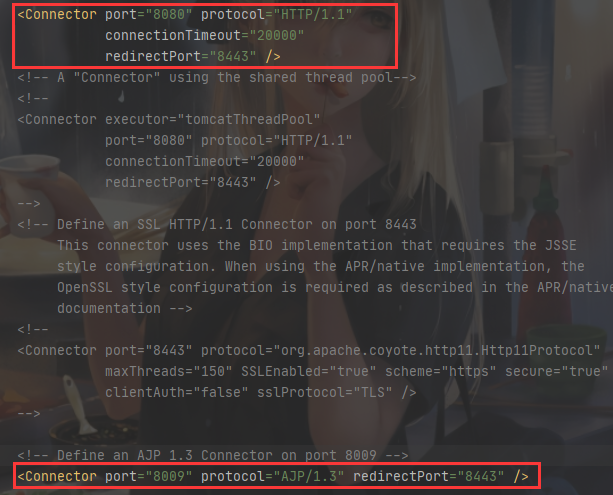 <Connector port="8080" protocol="HTTP/1.1"
connectionTimeout="20000"
redirectPort="8443" />
<!-- A "Connector" using the shared thread pool-->
<!--
<Connector executor="tomcatThreadPool"
port="8080" protocol="HTTP/1.1"
connectionTimeout="20000"
redirectPort="8443" />
-->
<!-- Define an SSL HTTP/1.1 Connector on port 8443
This connector uses the BIO implementation that requires the JSSE
style configuration. When using the APR/native implementation, the
OpenSSL style configuration is required as described in the APR/native
documentation -->
<!--
<Connector port="8443" protocol="org.apache.coyote.http11.Http11Protocol"
maxThreads="150" SSLEnabled="true" scheme="https" secure="true"
clientAuth="false" sslProtocol="TLS" />
-->
<!-- Define an AJP 1.3 Connector on port 8009 -->
<Connector port="8009" protocol="AJP/1.3" redirectPort="8443" />